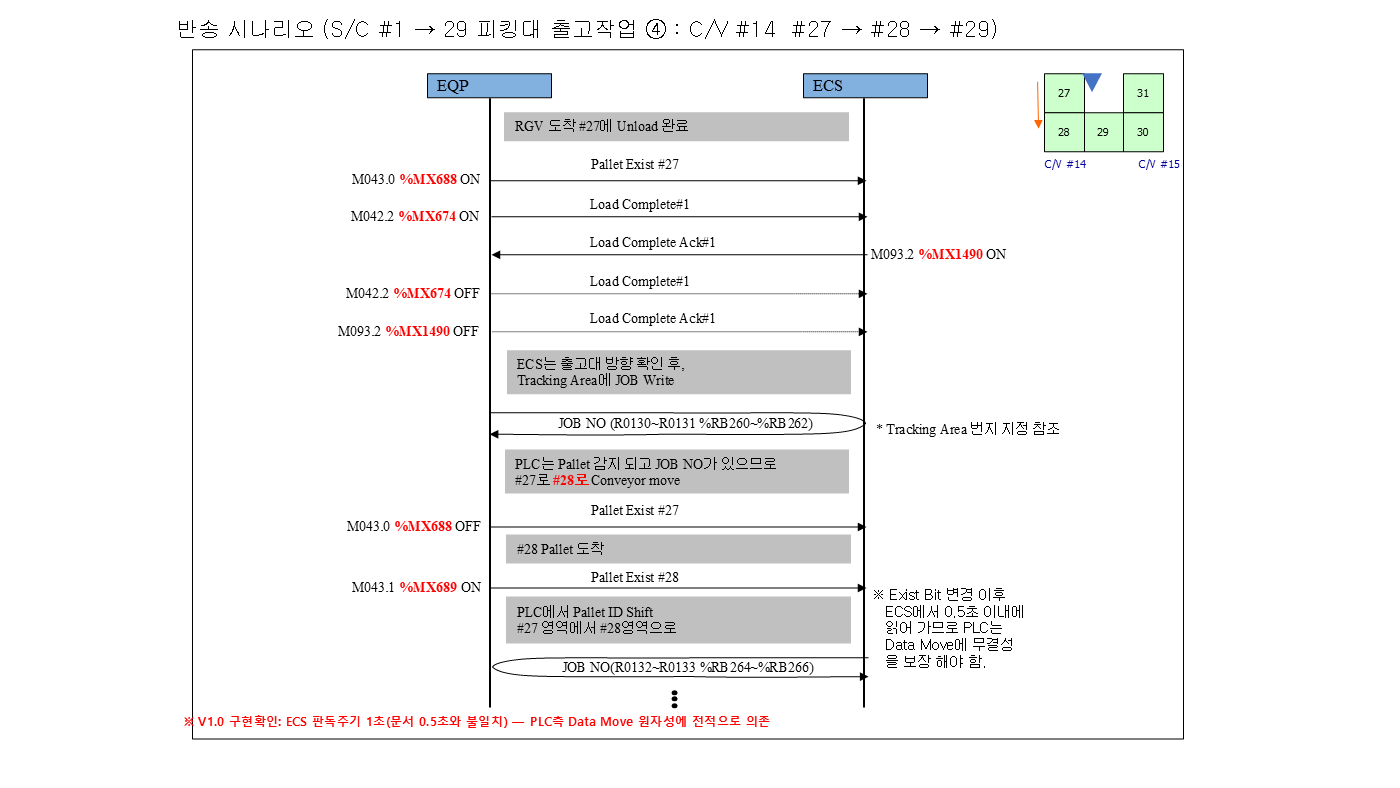 반송 시나리오 (S/C #1 → 29 피킹대 출고작업 ④ : C/V #14  #27 → #28 → #29)
EQP
ECS
27
31
28
29
30
C/V #14
C/V #15
RGV 도착 #27에 Unload 완료
Pallet Exist #27
M043.0 %MX688 ON
Load Complete#1
M042.2 %MX674 ON
Load Complete Ack#1
M093.2 %MX1490 ON
Load Complete#1
M042.2 %MX674 OFF
Load Complete Ack#1
M093.2 %MX1490 OFF
ECS는 출고대 방향 확인 후,
Tracking Area에 JOB Write
JOB NO (R0130~R0131 %RB260~%RB262)
* Tracking Area 번지 지정 참조
PLC는 Pallet 감지 되고 JOB NO가 있으므로
#27로 #28로 Conveyor move
Pallet Exist #27
M043.0 %MX688 OFF
#28 Pallet 도착
Pallet Exist #28
M043.1 %MX689 ON
※ Exist Bit 변경 이후
ECS에서 0.5초 이내에
읽어 가므로 PLC는
Data Move에 무결성
을 보장 해야 함.
PLC에서 Pallet ID Shift
#27 영역에서 #28영역으로
JOB NO(R0132~R0133 %RB264~%RB266)
※ V1.0 구현확인: ECS 판독주기 1초(문서 0.5초와 불일치) — PLC측 Data Move 원자성에 전적으로 의존